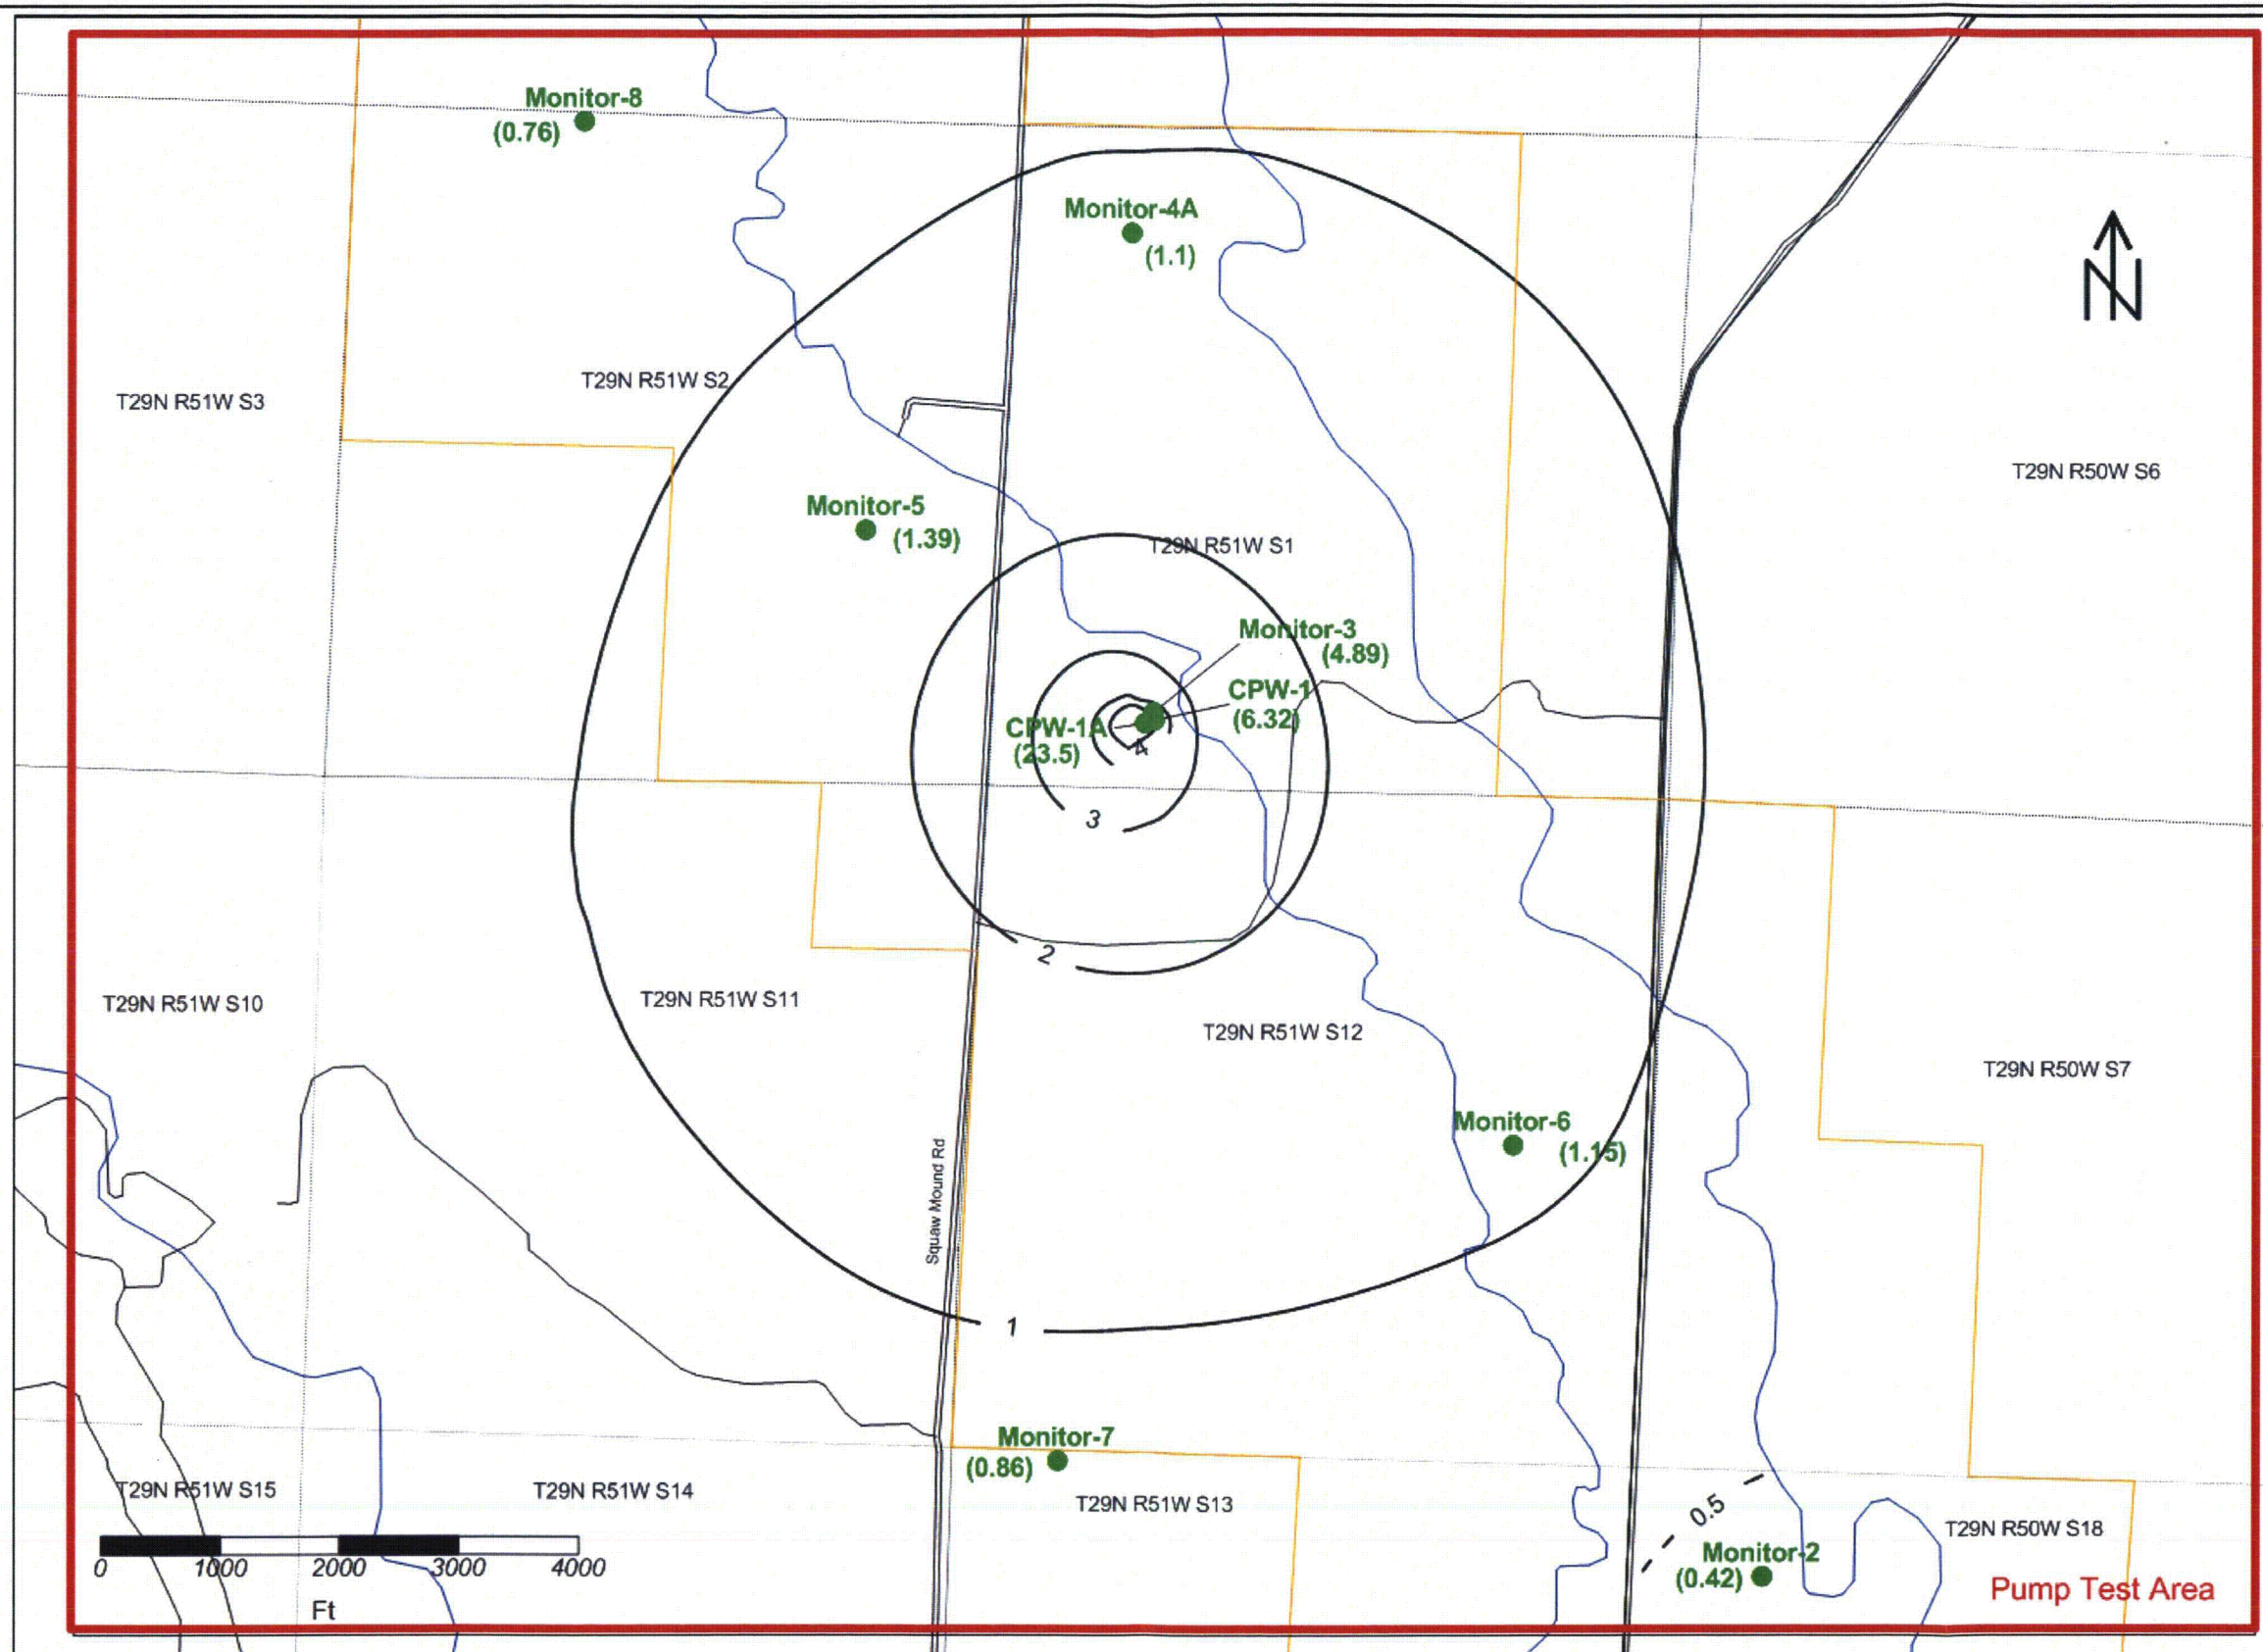 Monitor-8
(0.76)
Monitor-4A
(1.1)
N
T29N R51W S3
T29N R51W S2
T29N R50W S6
Monitor-5
(1.39)
T29N R51W S1
Monitor-3
(4.89)
CPW-1
(6.32)
CPW-1A
(23.5)
4
3
2
T29N R51W S10
T29N R51W S11
T29N R51W S12
T29N R50W S7
Monitor-6
(1.15)
Squaw Mound Rd
1
Monitor-7
(0.86)
T29N R51W S15
T29N R51W S14
T29N R51W S13
0.5
T29N R50W S18
Monitor-2
(0.42)
Pump Test Area
0 1000 2000 3000 4000
Ft